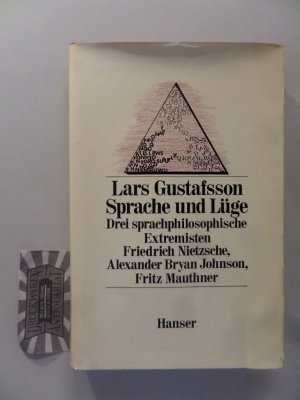 Lars Gustafsson
Sprache und Lüge
Drei sprachphilosophische
Extremisten
Friedrich Nietzsche,
Alexander Bryan Johnson,
Fritz Mauthner
Hanser